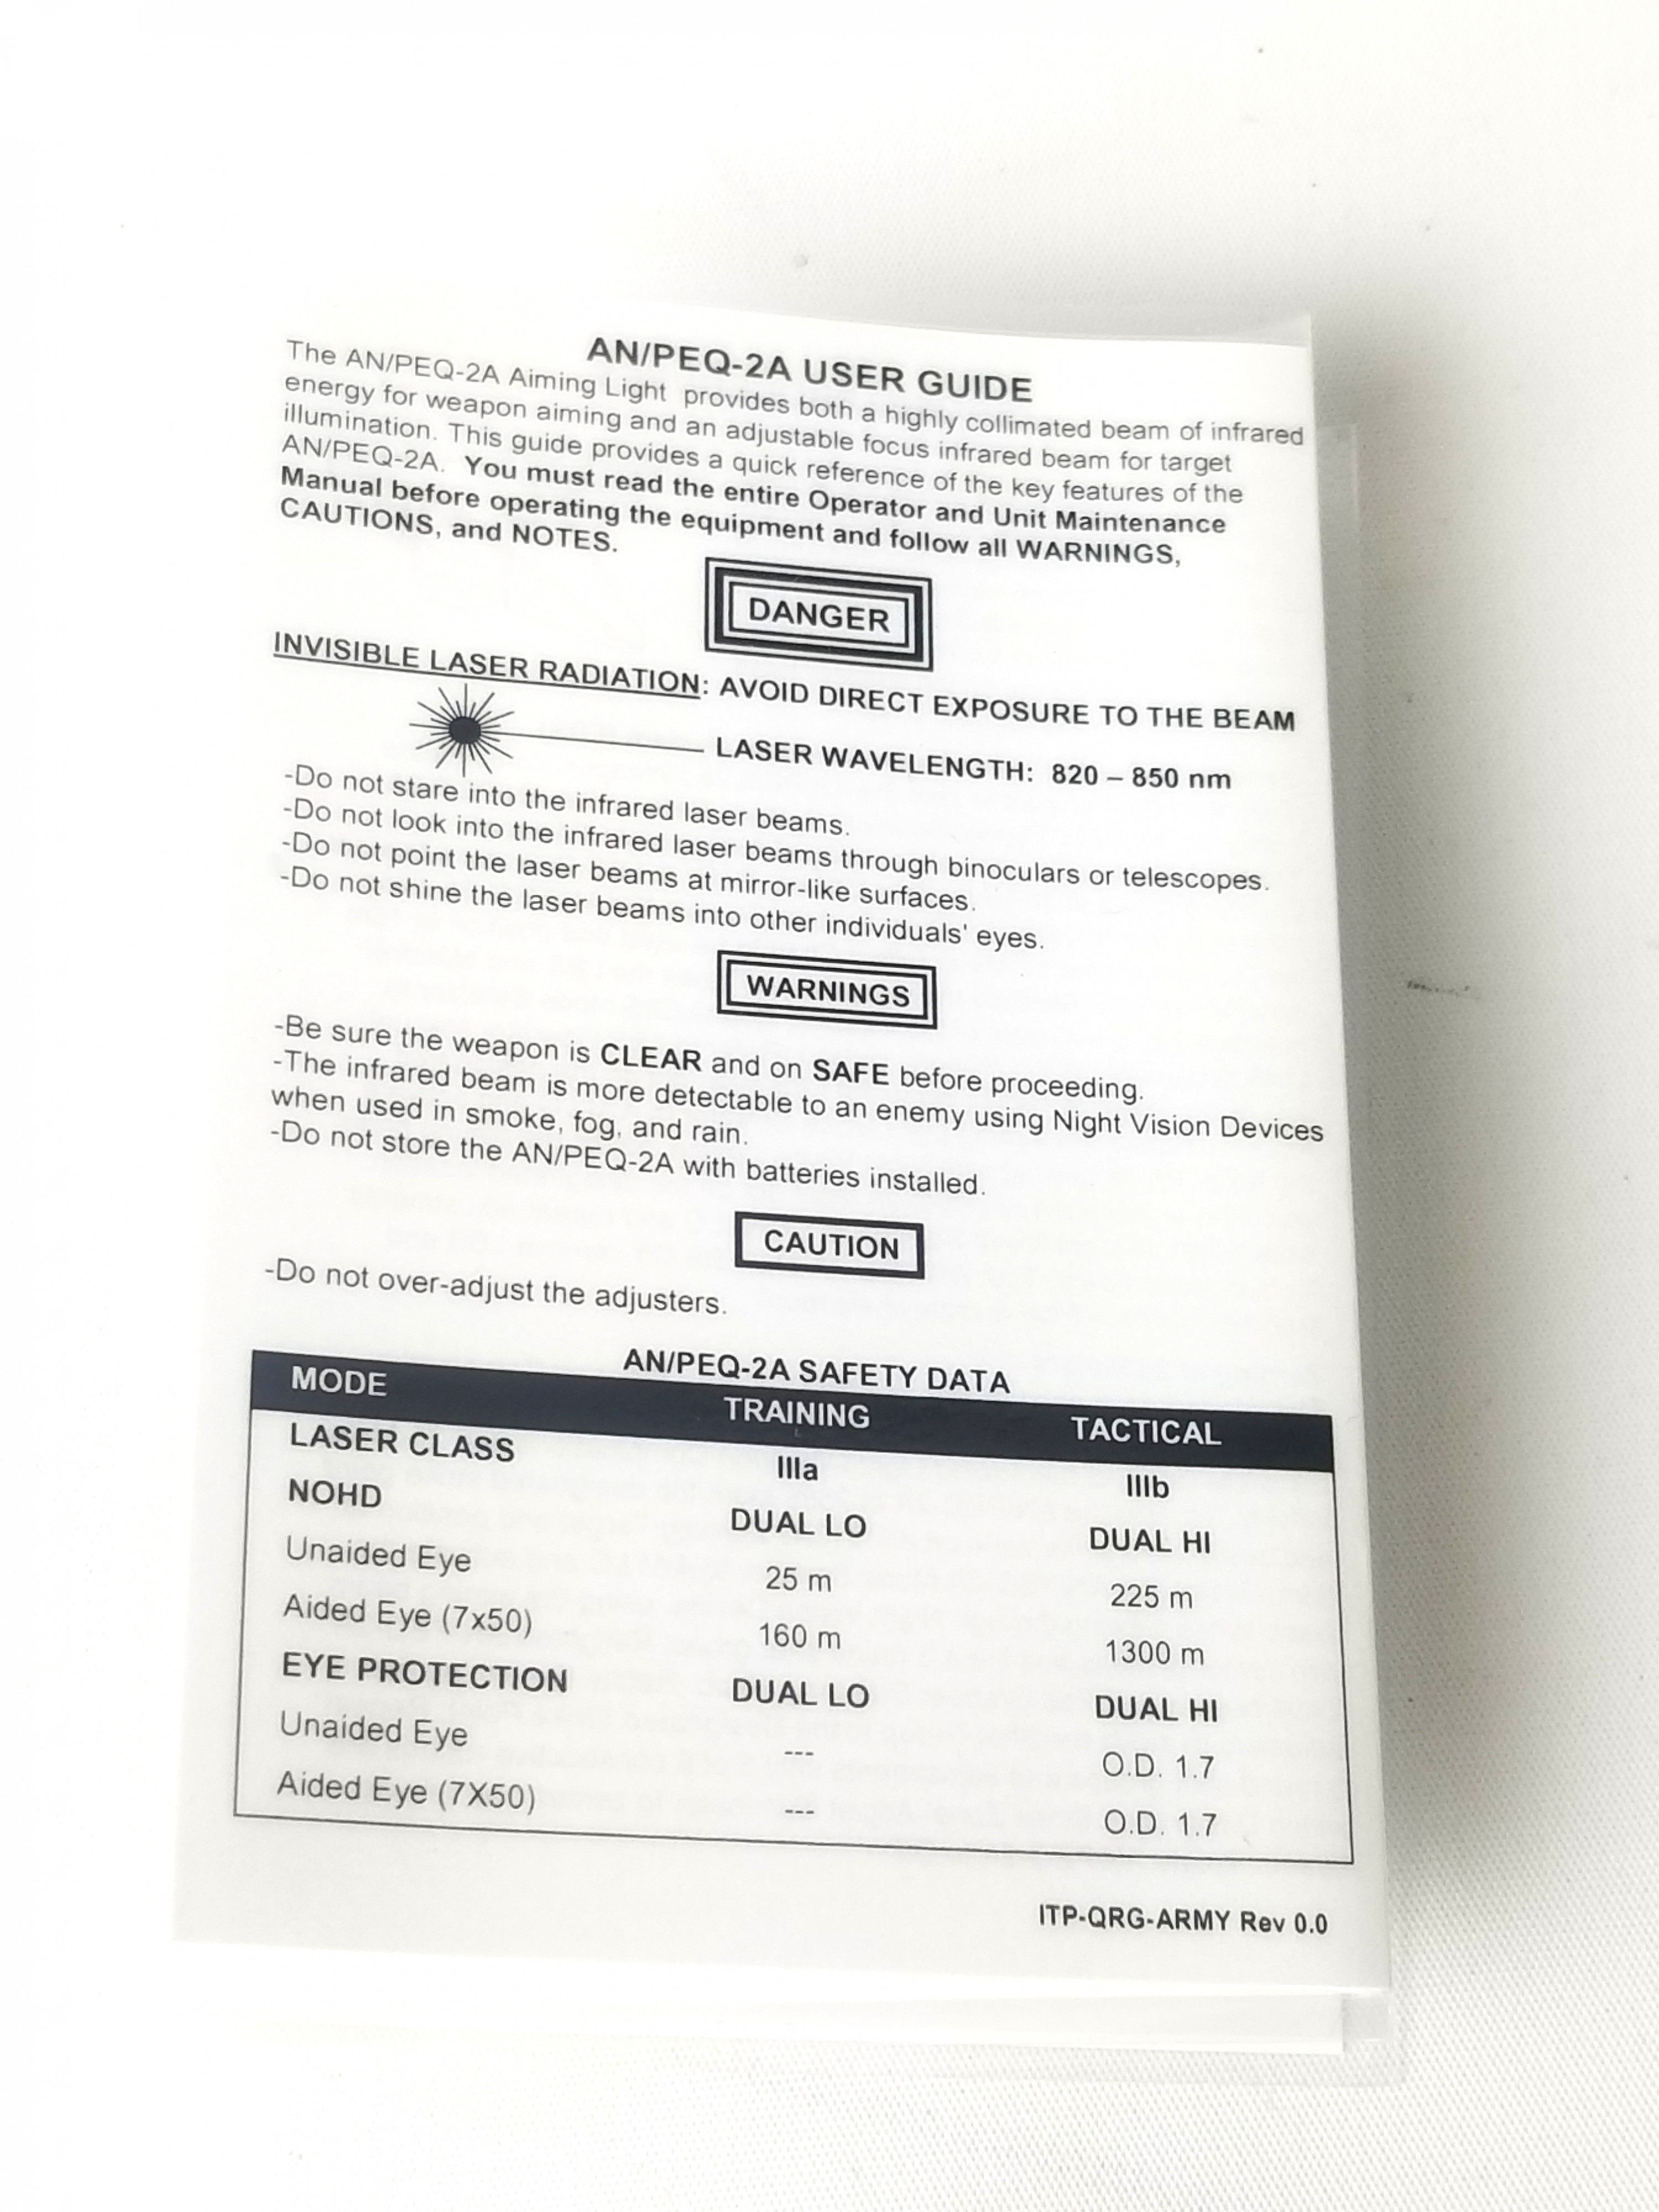 AN/PEQ-2A USER GUIDE
The AN/PEQ-2A Aiming Light provides both a highly collimated beam of infrared
energy for weapon aiming and an adjustable focus infrared beam for target
illumination. This guide provides a quick reference of the key features of the
AN/PEQ-2A. You must read the entire Operator and Unit Maintenance
Manual before operating the equipment and follow all WARNINGS,
CAUTIONS, and NOTES.
DANGER
INVISIBLE LASER RADIATION: AVOID DIRECT EXPOSURE TO THE BEAM
LASER WAVELENGTH: 820 – 850 nm
-Do not stare into the infrared laser beams.
-Do not look into the infrared laser beams through binoculars or telescopes.
-Do not point the laser beams at mirror-like surfaces.
-Do not shine the laser beams into other individuals' eyes.
WARNINGS
-Be sure the weapon is CLEAR and on SAFE before proceeding.
-The infrared beam is more detectable to an enemy using Night Vision Devices
when used in smoke, fog, and rain.
-Do not store the AN/PEQ-2A with batteries installed.
CAUTION
-Do not over-adjust the adjusters.
AN/PEQ-2A SAFETY DATA
MODE TRAINING TACTICAL
LASER CLASS IIIa IIIb
NOHD DUAL LO DUAL HI
Unaided Eye 25 m 225 m
Aided Eye (7x50) 160 m 1300 m
EYE PROTECTION DUAL LO DUAL HI
Unaided Eye --- O.D. 1.7
Aided Eye (7X50) --- O.D. 1.7
ITP-QRG-ARMY Rev 0.0